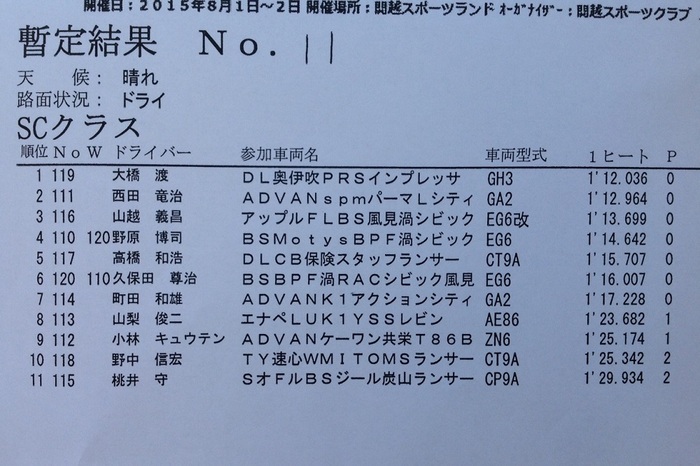 開催日：２０１５年８月１日～２日 開催場所：関越スポーツランド ｵｰｶﾞﾅｲｻﾞｰ：関越スポーツクラブ
暫定結果 Ｎｏ． 11
天 候： 晴れ
路面状況： ドライ
SCクラス
順位 Ｎｏ Ｗ ドライバー 参加車両名 車両型式 １ヒート Ｐ
1 119 大橋 渡 ＤＬ奥伊吹ＰＲＳインプレッサ GH3 1'12.036 0
2 111 西田 竜治 ＡＤＶＡＮｓｐｍパーマＬシティ GA2 1'12.964 0
3 116 山越 義昌 アップルＦＬＢＳ風見渦シビック EG6改 1'13.699 0
4 110 120 野原 博司 ＢＳＭｏｔｙｓＢＰＦ渦シビック EG6 1'14.642 0
5 117 高橋 和浩 ＤＬＣＢ保険スタッフランサー CT9A 1'15.707 0
6 120 110 久保田 尊治 ＢＳＢＰＦ渦ＲＡＣシビック風見 EG6 1'16.007 0
7 114 町田 和雄 ＡＤＶＡＮＫ１アクションシティ GA2 1'17.228 0
8 113 山梨 俊二 エナペＬＵＫ１ＹＳＳレビン AE86 1'23.682 1
9 112 小林 キュウテン ＡＤＶＡＮケーワン共栄Ｔ８６Ｂ ZN6 1'25.174 1
10 118 野中 信宏 ＴＹ速心ＷＭＩＴＯＭＳランサー CT9A 1'25.342 2
11 115 桃井 守 ＳオＦルＢＳジール炭山ランサー CP9A 1'29.934 2